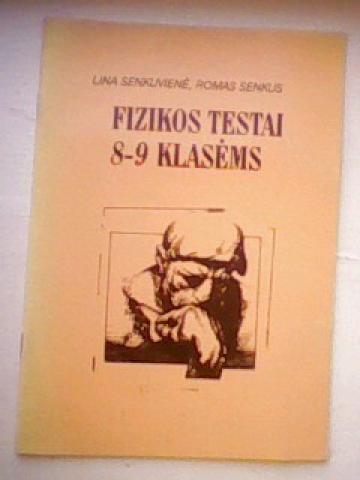 LINA SENKUVIENĖ, ROMAS SENKUS
FIZIKOS TESTAI
8-9 KLASĖMS